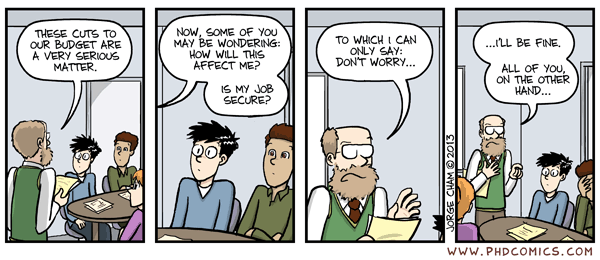 THESE CUTS TO
OUR BUDGET ARE
A VERY SERIOUS
MATTER.
NOW, SOME OF YOU
MAY BE WONDERING:
HOW WILL THIS
AFFECT ME?
IS MY JOB
SECURE?
TO WHICH I CAN
ONLY SAY:
DON'T WORRY...
...I'LL BE FINE.
ALL OF YOU,
ON THE OTHER
HAND...
JORGE CHAM © 2013
WWW.PHDCOMICS.COM